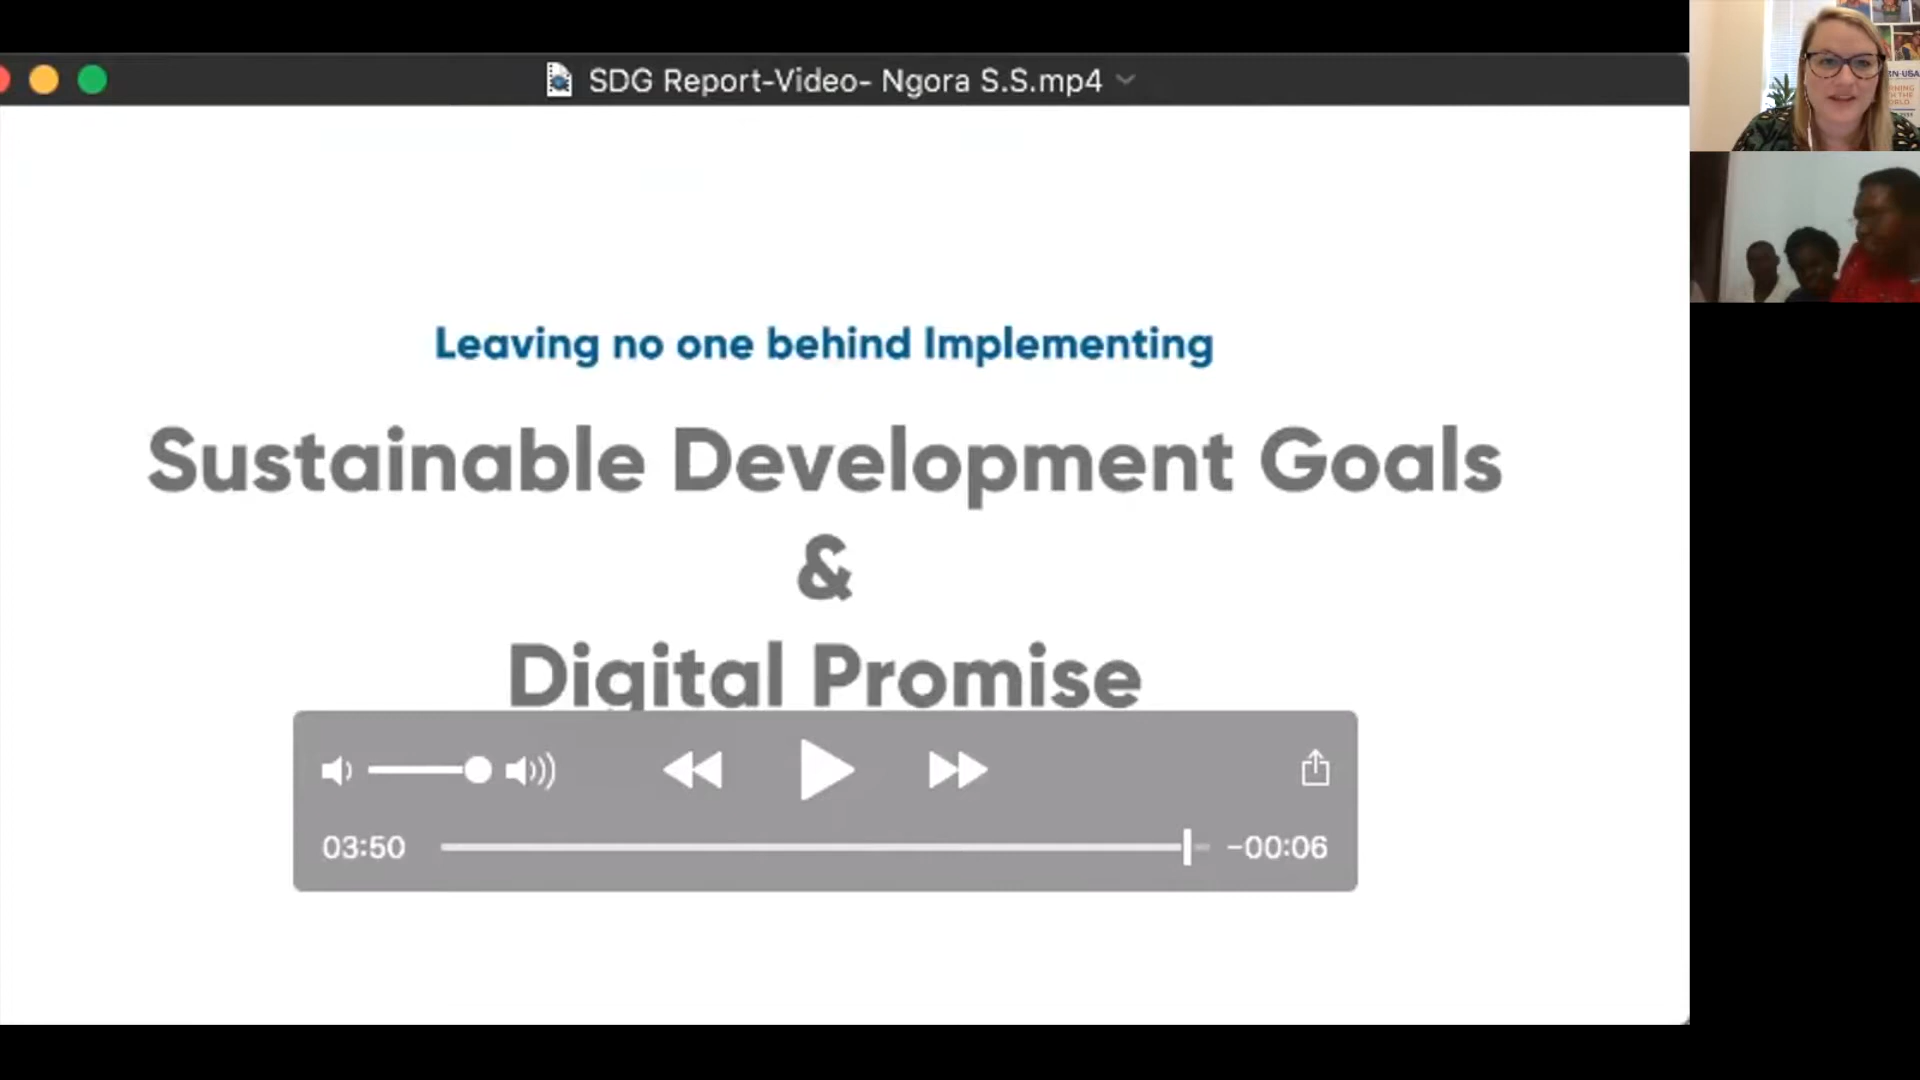 SDG Report-Video- Ngora S.S.mp4
Leaving no one behind Implementing
Sustainable Development Goals
&
Digital Promise
03:50
-00:06